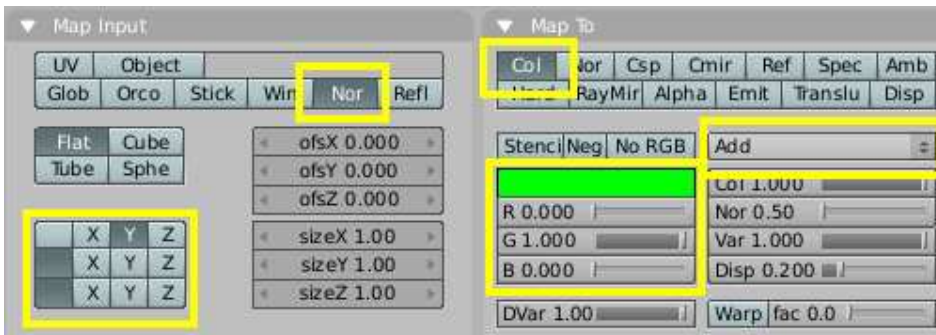 Map Input
UV Object
Glob Orco Stick Win Nor Refl
Flat Cube
Tube Sphe
ofsX 0.000
ofsY 0.000
ofsZ 0.000
X Y Z
X Y Z
X Y Z
sizeX 1.00
sizeY 1.00
sizeZ 1.00
Map To
Col Nor Csp Cmir Ref Spec Amb
Hard RayMir Alpha Emit Translu Disp
Stenci Neg No RGB
R 0.000
G 1.000
B 0.000
DVar 1.00
Add
Col 1.000
Nor 0.50
Var 1.000
Disp 0.200
Warp fac 0.0